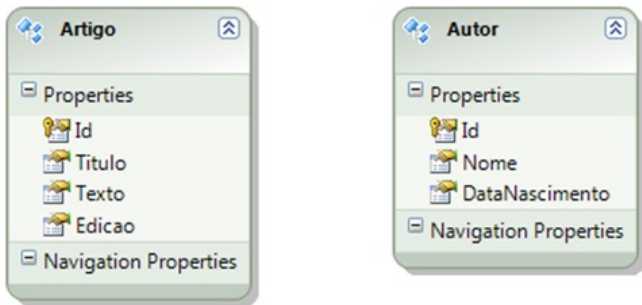 Artigo
Properties
Id
Titulo
Texto
Edicao
Navigation Properties
Autor
Properties
Id
Nome
DataNascimento
Navigation Properties